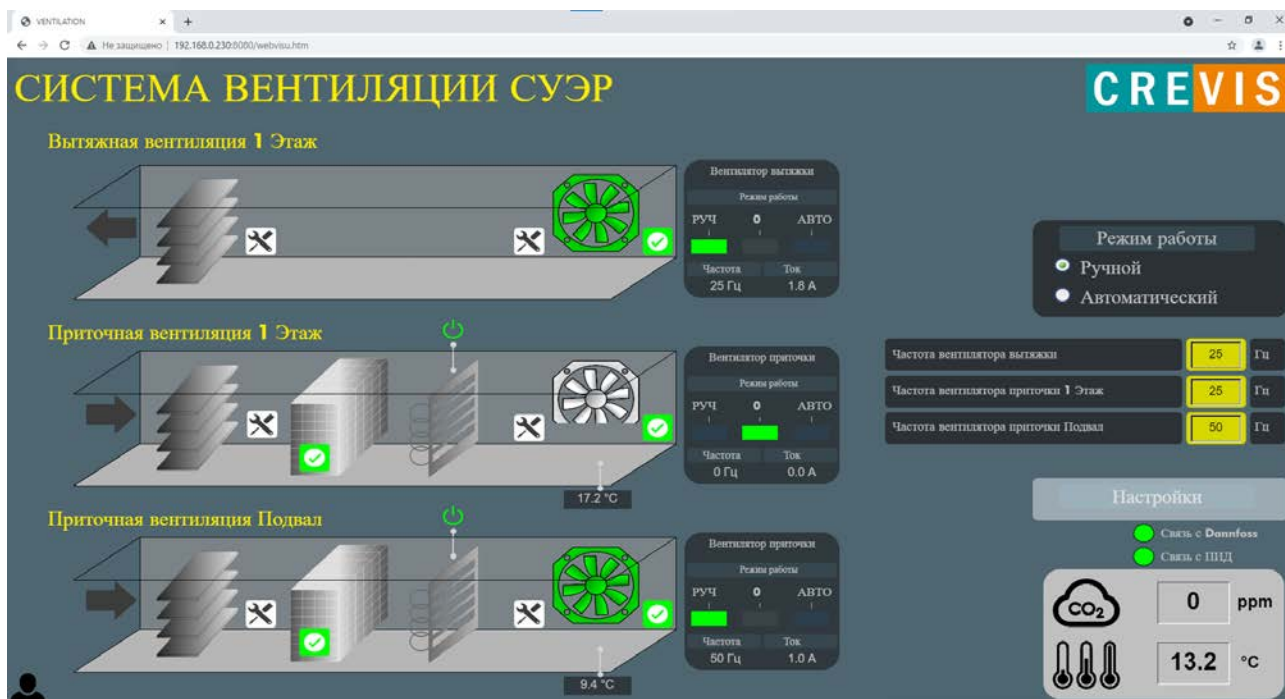 VENTILATION
Не защищено | 192.168.0.230:8080/webvisu.htm
СИСТЕМА ВЕНТИЛЯЦИИ СУЭР
CREVIS
Вытяжная вентиляция 1 Этаж
Вентилятор вытяжки
Режим работы
РУЧ 0 АВТО
Частота Ток
25 Гц 1.8 A
Режим работы
Ручной
Автоматический
Приточная вентиляция 1 Этаж
Вентилятор приточки
Режим работы
РУЧ 0 АВТО
Частота Ток
0 Гц 0.0 A
17.2 °C
Частота вентилятора вытяжки 25 Гц
Частота вентилятора приточки 1 Этаж 25 Гц
Частота вентилятора приточки Подвал 50 Гц
Приточная вентиляция Подвал
Вентилятор приточки
Режим работы
РУЧ 0 АВТО
Частота Ток
50 Гц 1.0 A
9.4 °C
Настройки
Связь с Dannfoss
Связь с ПИД
CO2 0 ppm
13.2 °C